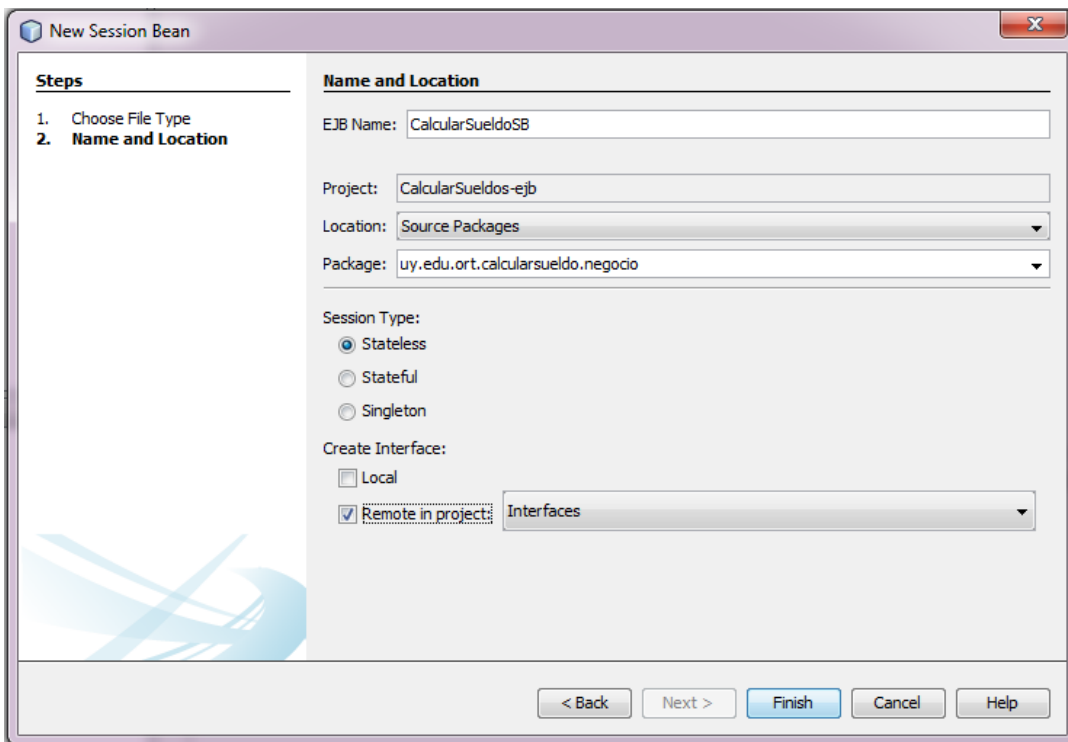 New Session Bean
Steps
1. Choose File Type
2. Name and Location
Name and Location
EJB Name: CalcularSueldoSB
Project: CalcularSueldos-ejb
Location: Source Packages
Package: uy.edu.ort.calcularsueldo.negocio
Session Type:
Stateless
Stateful
Singleton
Create Interface:
Local
Remote in project: Interfaces
< Back Next > Finish Cancel Help